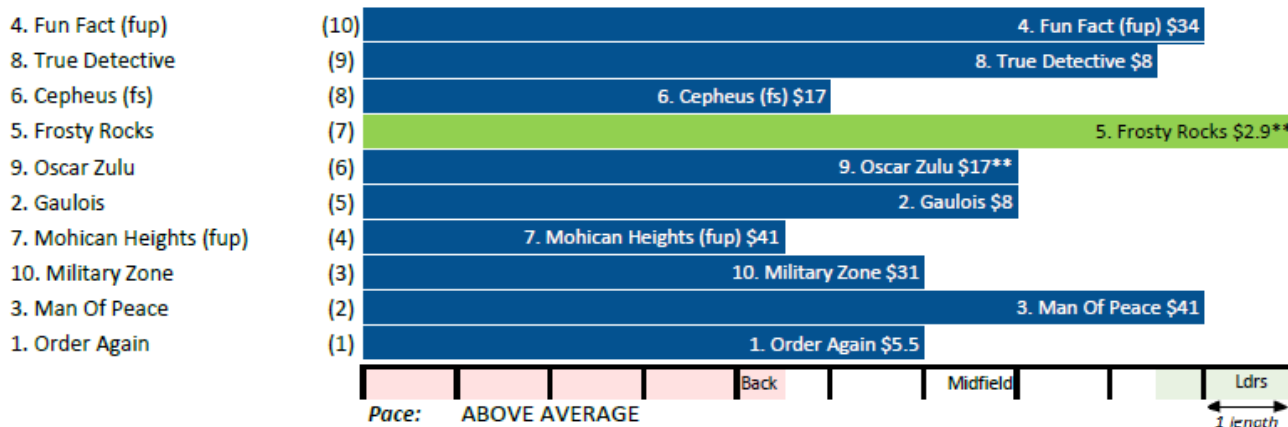 4. Fun Fact (fup) (10) 4. Fun Fact (fup) $34
8. True Detective (9) 8. True Detective $8
6. Cepheus (fs) (8) 6. Cepheus (fs) $17
5. Frosty Rocks (7) 5. Frosty Rocks $2.9**
9. Oscar Zulu (6) 9. Oscar Zulu $17**
2. Gaulois (5) 2. Gaulois $8
7. Mohican Heights (fup) (4) 7. Mohican Heights (fup) $41
10. Military Zone (3) 10. Military Zone $31
3. Man Of Peace (2) 3. Man Of Peace $41
1. Order Again (1) 1. Order Again $5.5
Back Midfield Ldrs
Pace: ABOVE AVERAGE 1 length